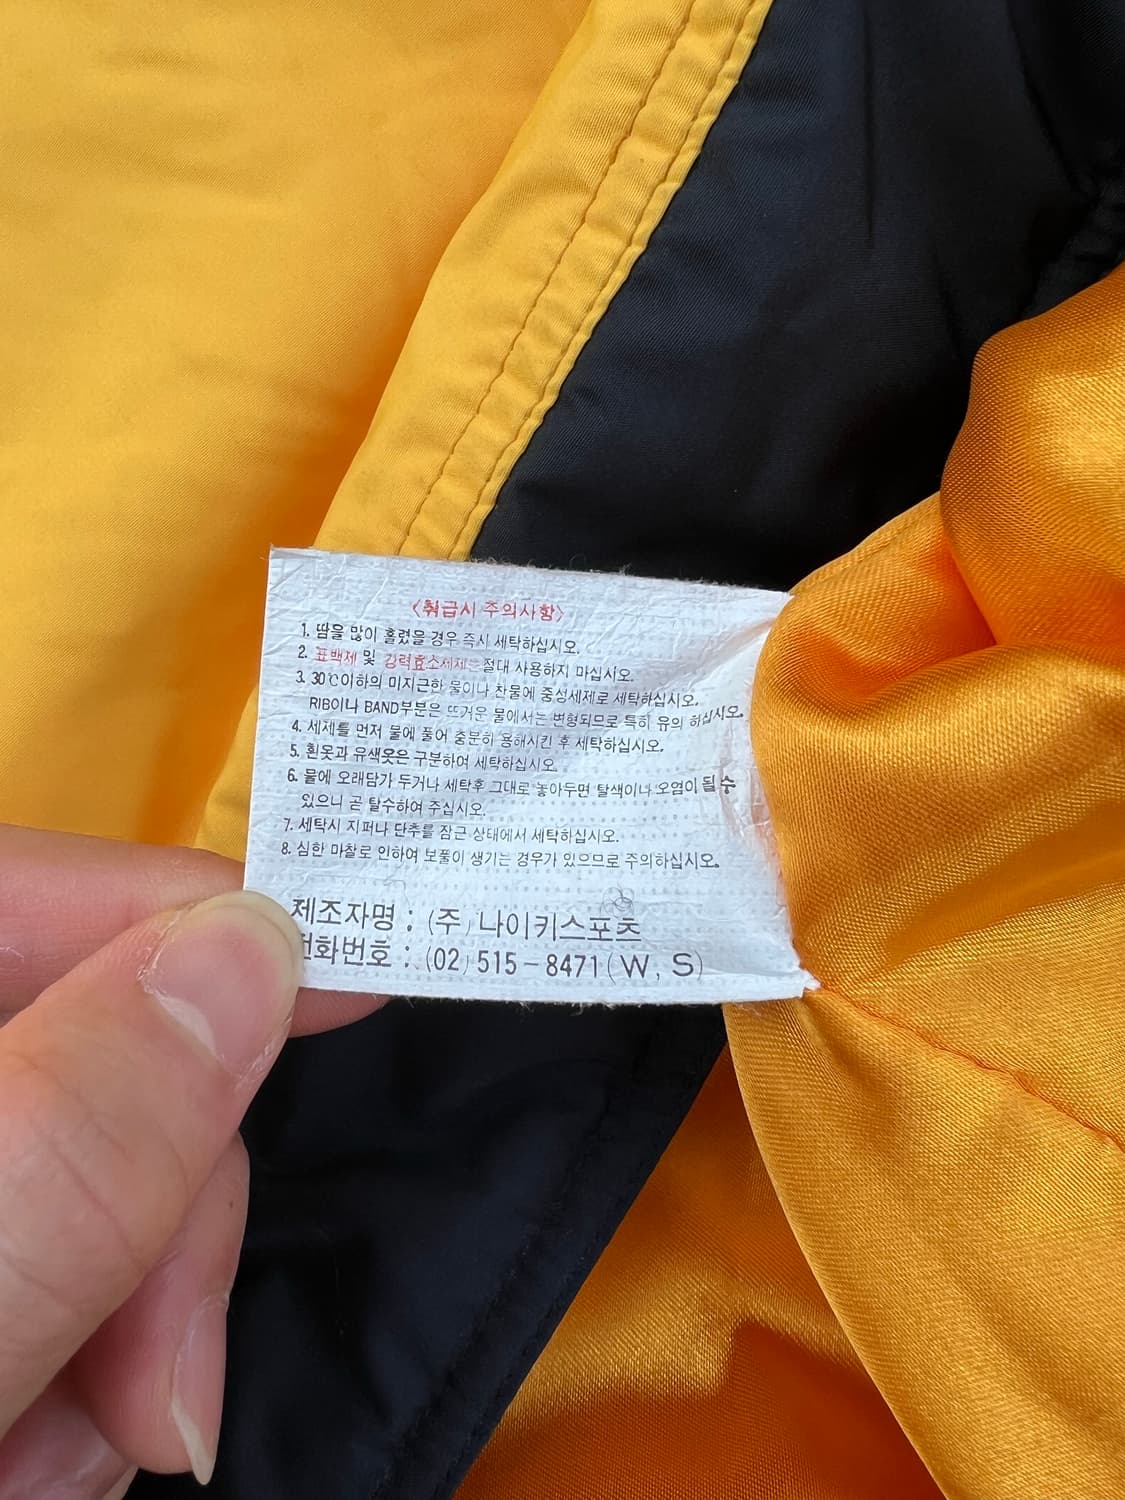 〈취급시 주의사항〉
1. 땀을 많이 흘렸을 경우 즉시 세탁하십시오.
2. 표백제 및 강력효소세제는 절대 사용하지 마십시오.
3. 30℃이하의 미지근한 물이나 찬물에 중성세제로 세탁하십시오.
RIB이나 BAND부분은 뜨거운 물에서는 변형되므로 특히 유의 하십시오.
4. 세제를 먼저 물에 풀어 충분히 용해시킨 후 세탁하십시오.
5. 흰옷과 유색옷은 구분하여 세탁하십시오.
6. 물에 오래담가 두거나 세탁후 그대로 놓아두면 탈색이나 오염이 될 수
있으니 곧 탈수하여 주십시오.
7. 세탁시 지퍼나 단추를 잠근 상태에서 세탁하십시오.
8. 심한 마찰로 인하여 보풀이 생기는 경우가 있으므로 주의하십시오.
제조자명 : (주)나이키스포츠
전화번호 : (02) 515-8471(W, S)